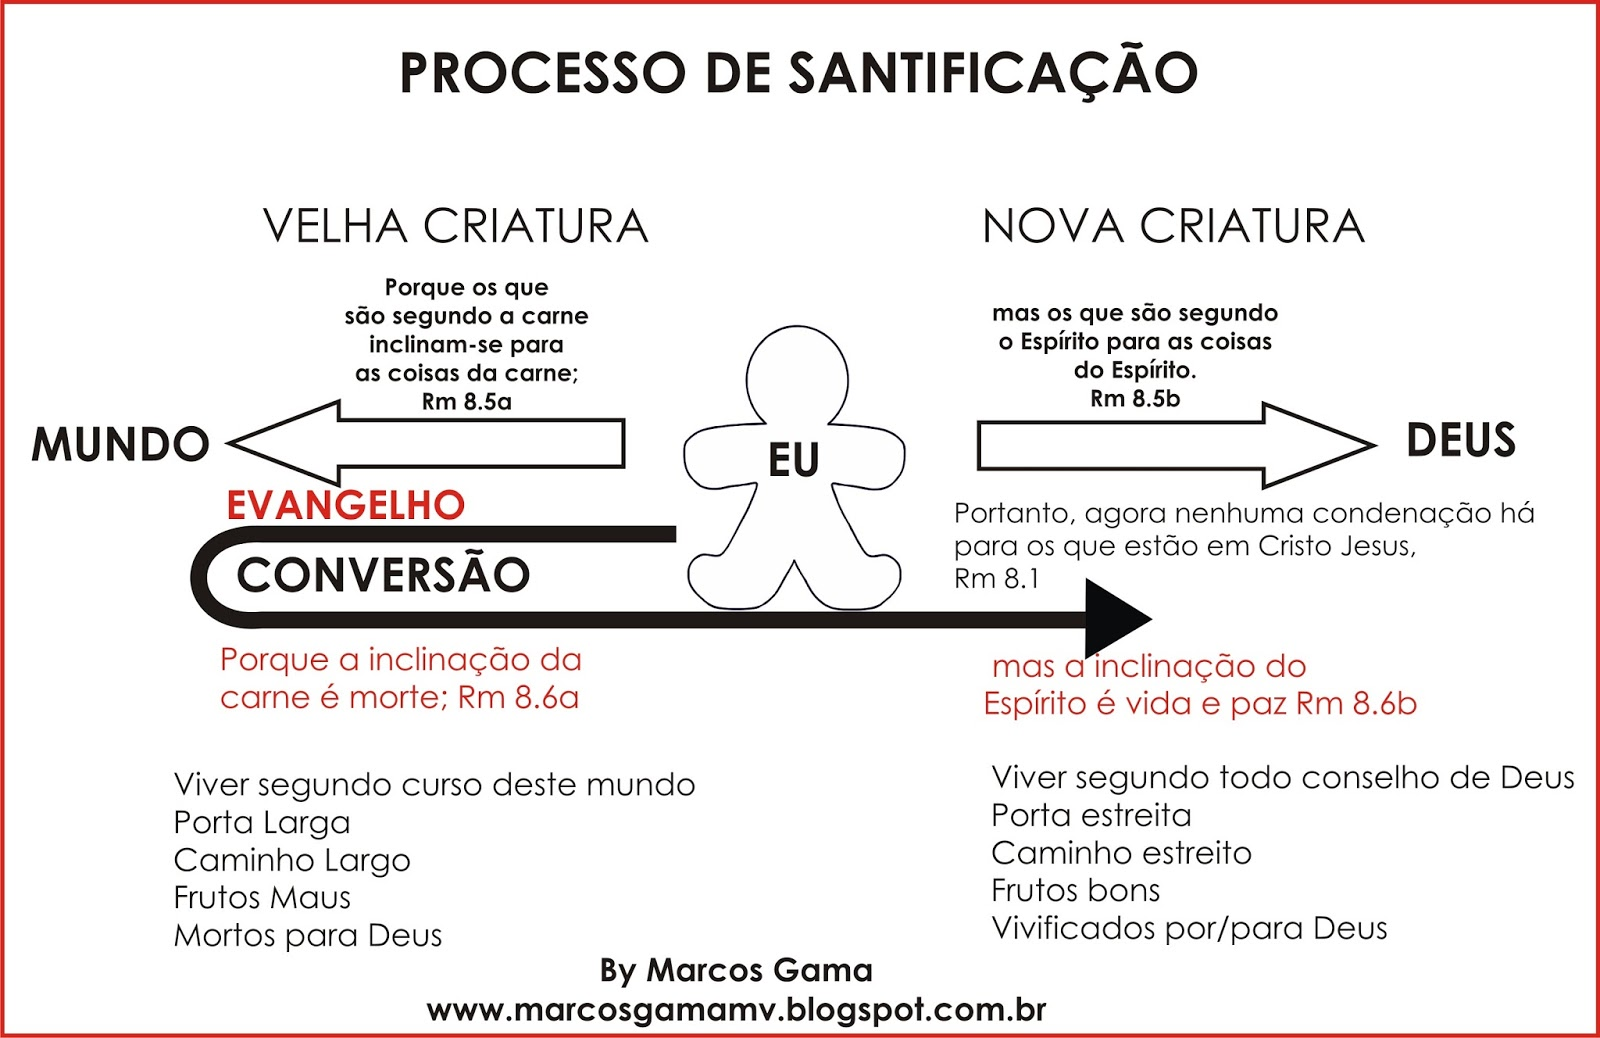 PROCESSO DE SANTIFICAÇÃO
VELHA CRIATURA
Porque os que
são segundo a carne
inclinam-se para
as coisas da carne;
Rm 8.5a
NOVA CRIATURA
mas os que são segundo
o Espírito para as coisas
do Espírito.
Rm 8.5b
MUNDO
EU
DEUS
EVANGELHO
CONVERSÃO
Portanto, agora nenhuma condenação há
para os que estão em Cristo Jesus,
Rm 8.1
Porque a inclinação da
carne é morte; Rm 8.6a
mas a inclinação do
Espírito é vida e paz Rm 8.6b
Viver segundo curso deste mundo
Porta Larga
Caminho Largo
Frutos Maus
Mortos para Deus
Viver segundo todo conselho de Deus
Porta estreita
Caminho estreito
Frutos bons
Vivificados por/para Deus
By Marcos Gama
www.marcosgamamv.blogspot.com.br